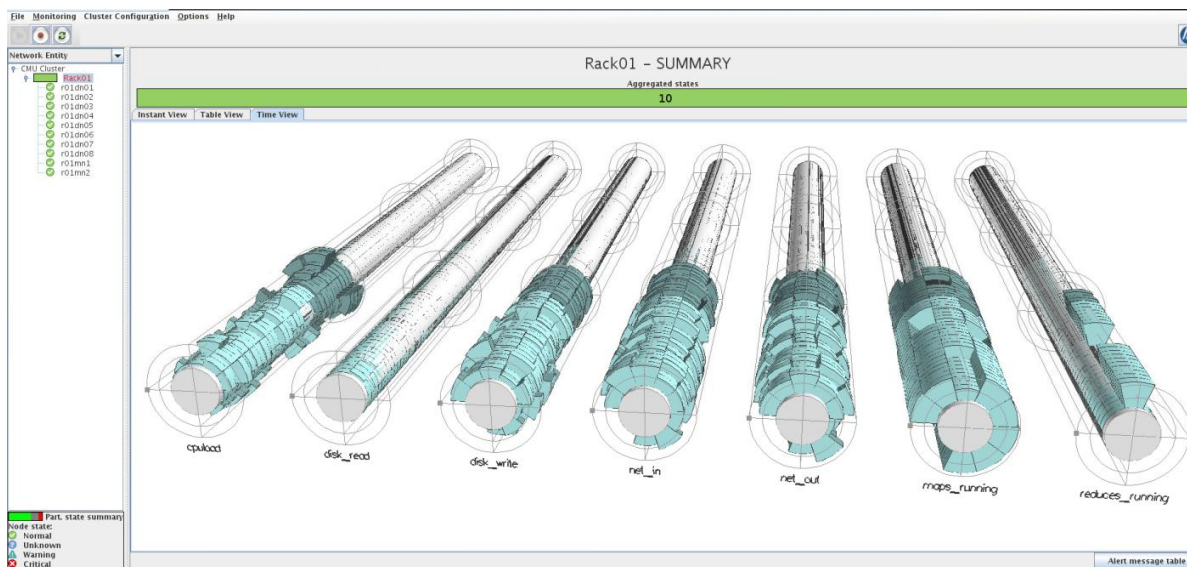 File Monitoring Cluster Configuration Options Help
Network Entity
CMU Cluster
Rack01
r01dn01
r01dn02
r01dn03
r01dn04
r01dn05
r01dn06
r01dn07
r01dn08
r01mn1
r01mn2
Rack01 - SUMMARY
Aggregated states
10
Instant View Table View Time View
cpuload
disk_read
disk_write
net_in
net_out
maps_running
reduces_running
Part. state summary
Node state:
Normal
Unknown
Warning
Critical
Alert message table